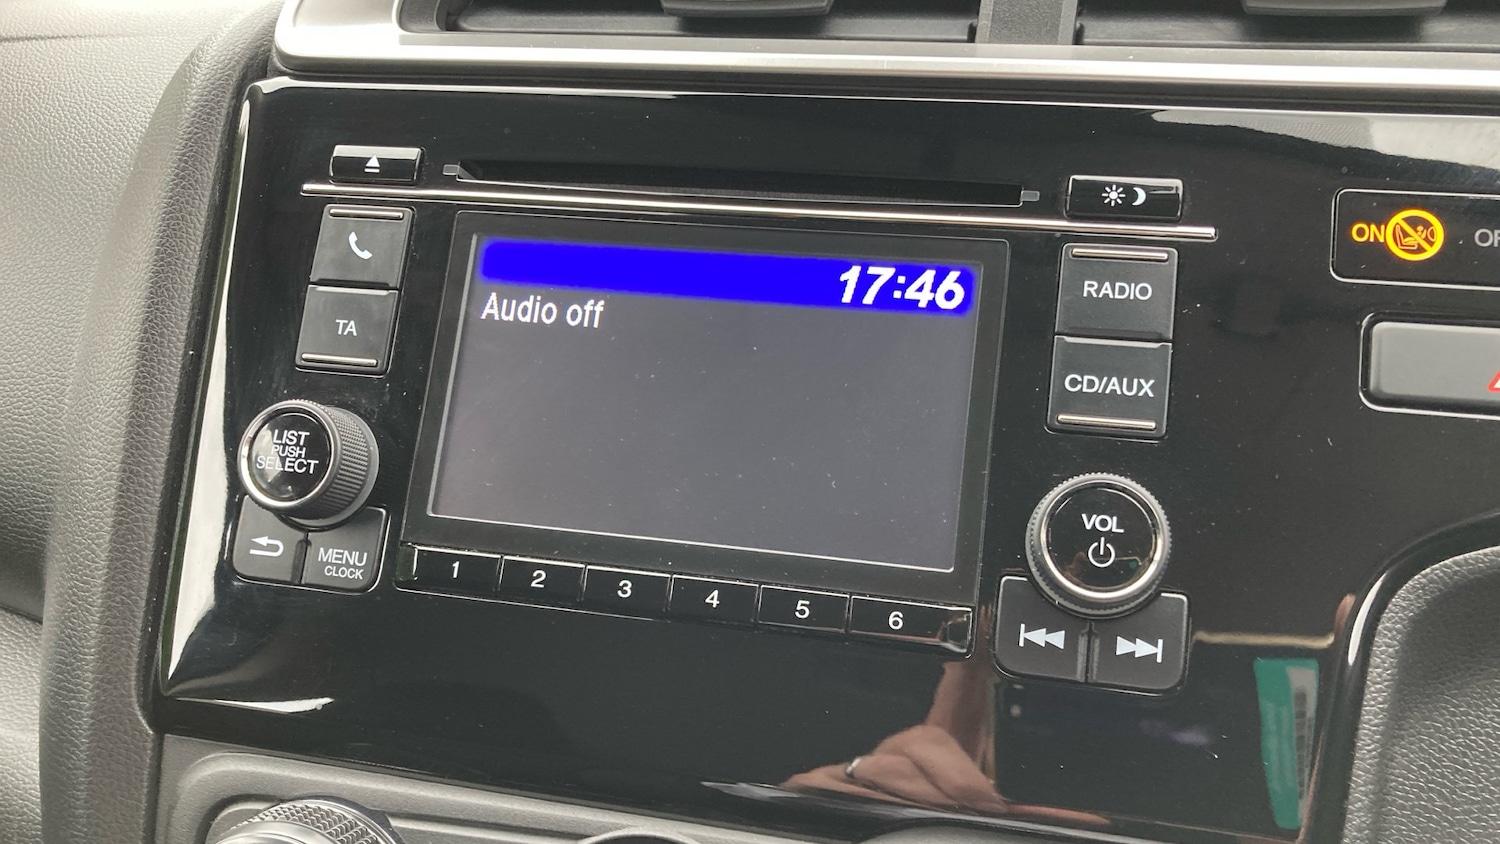 ON
OF
TA
RADIO
CD/AUX
17:46
Audio off
LIST
PUSH
SELECT
MENU
CLOCK
1 2 3 4 5 6
VOL